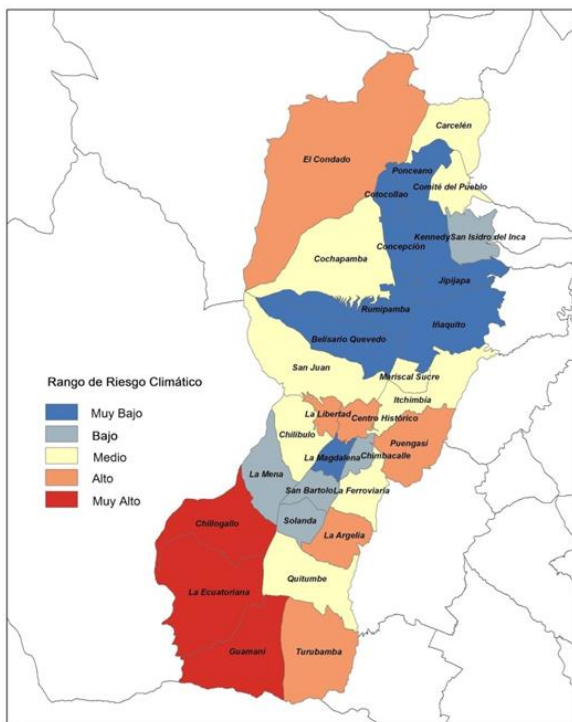 Carcelén
El Condado
Ponceano
Comité del Pueblo
Cotocollao
Kennedy
San Isidro del Inca
Concepción
Cochapamba
Jipijapa
Rumipamba
Iñaquito
Belisario Quevedo
San Juan
Mariscal Sucre
Rango de Riesgo Climático
Muy Bajo
Bajo
Medio
Alto
Muy Alto
Itchimbía
La Libertad
Centro Histórico
Chilibulo
Puengasí
La Magdalena
Chimbacalle
La Mena
San Bartolo
La Ferroviaria
Solanda
Chillogallo
La Argelia
Quitumbe
La Ecuatoriana
Guamaní
Turubamba